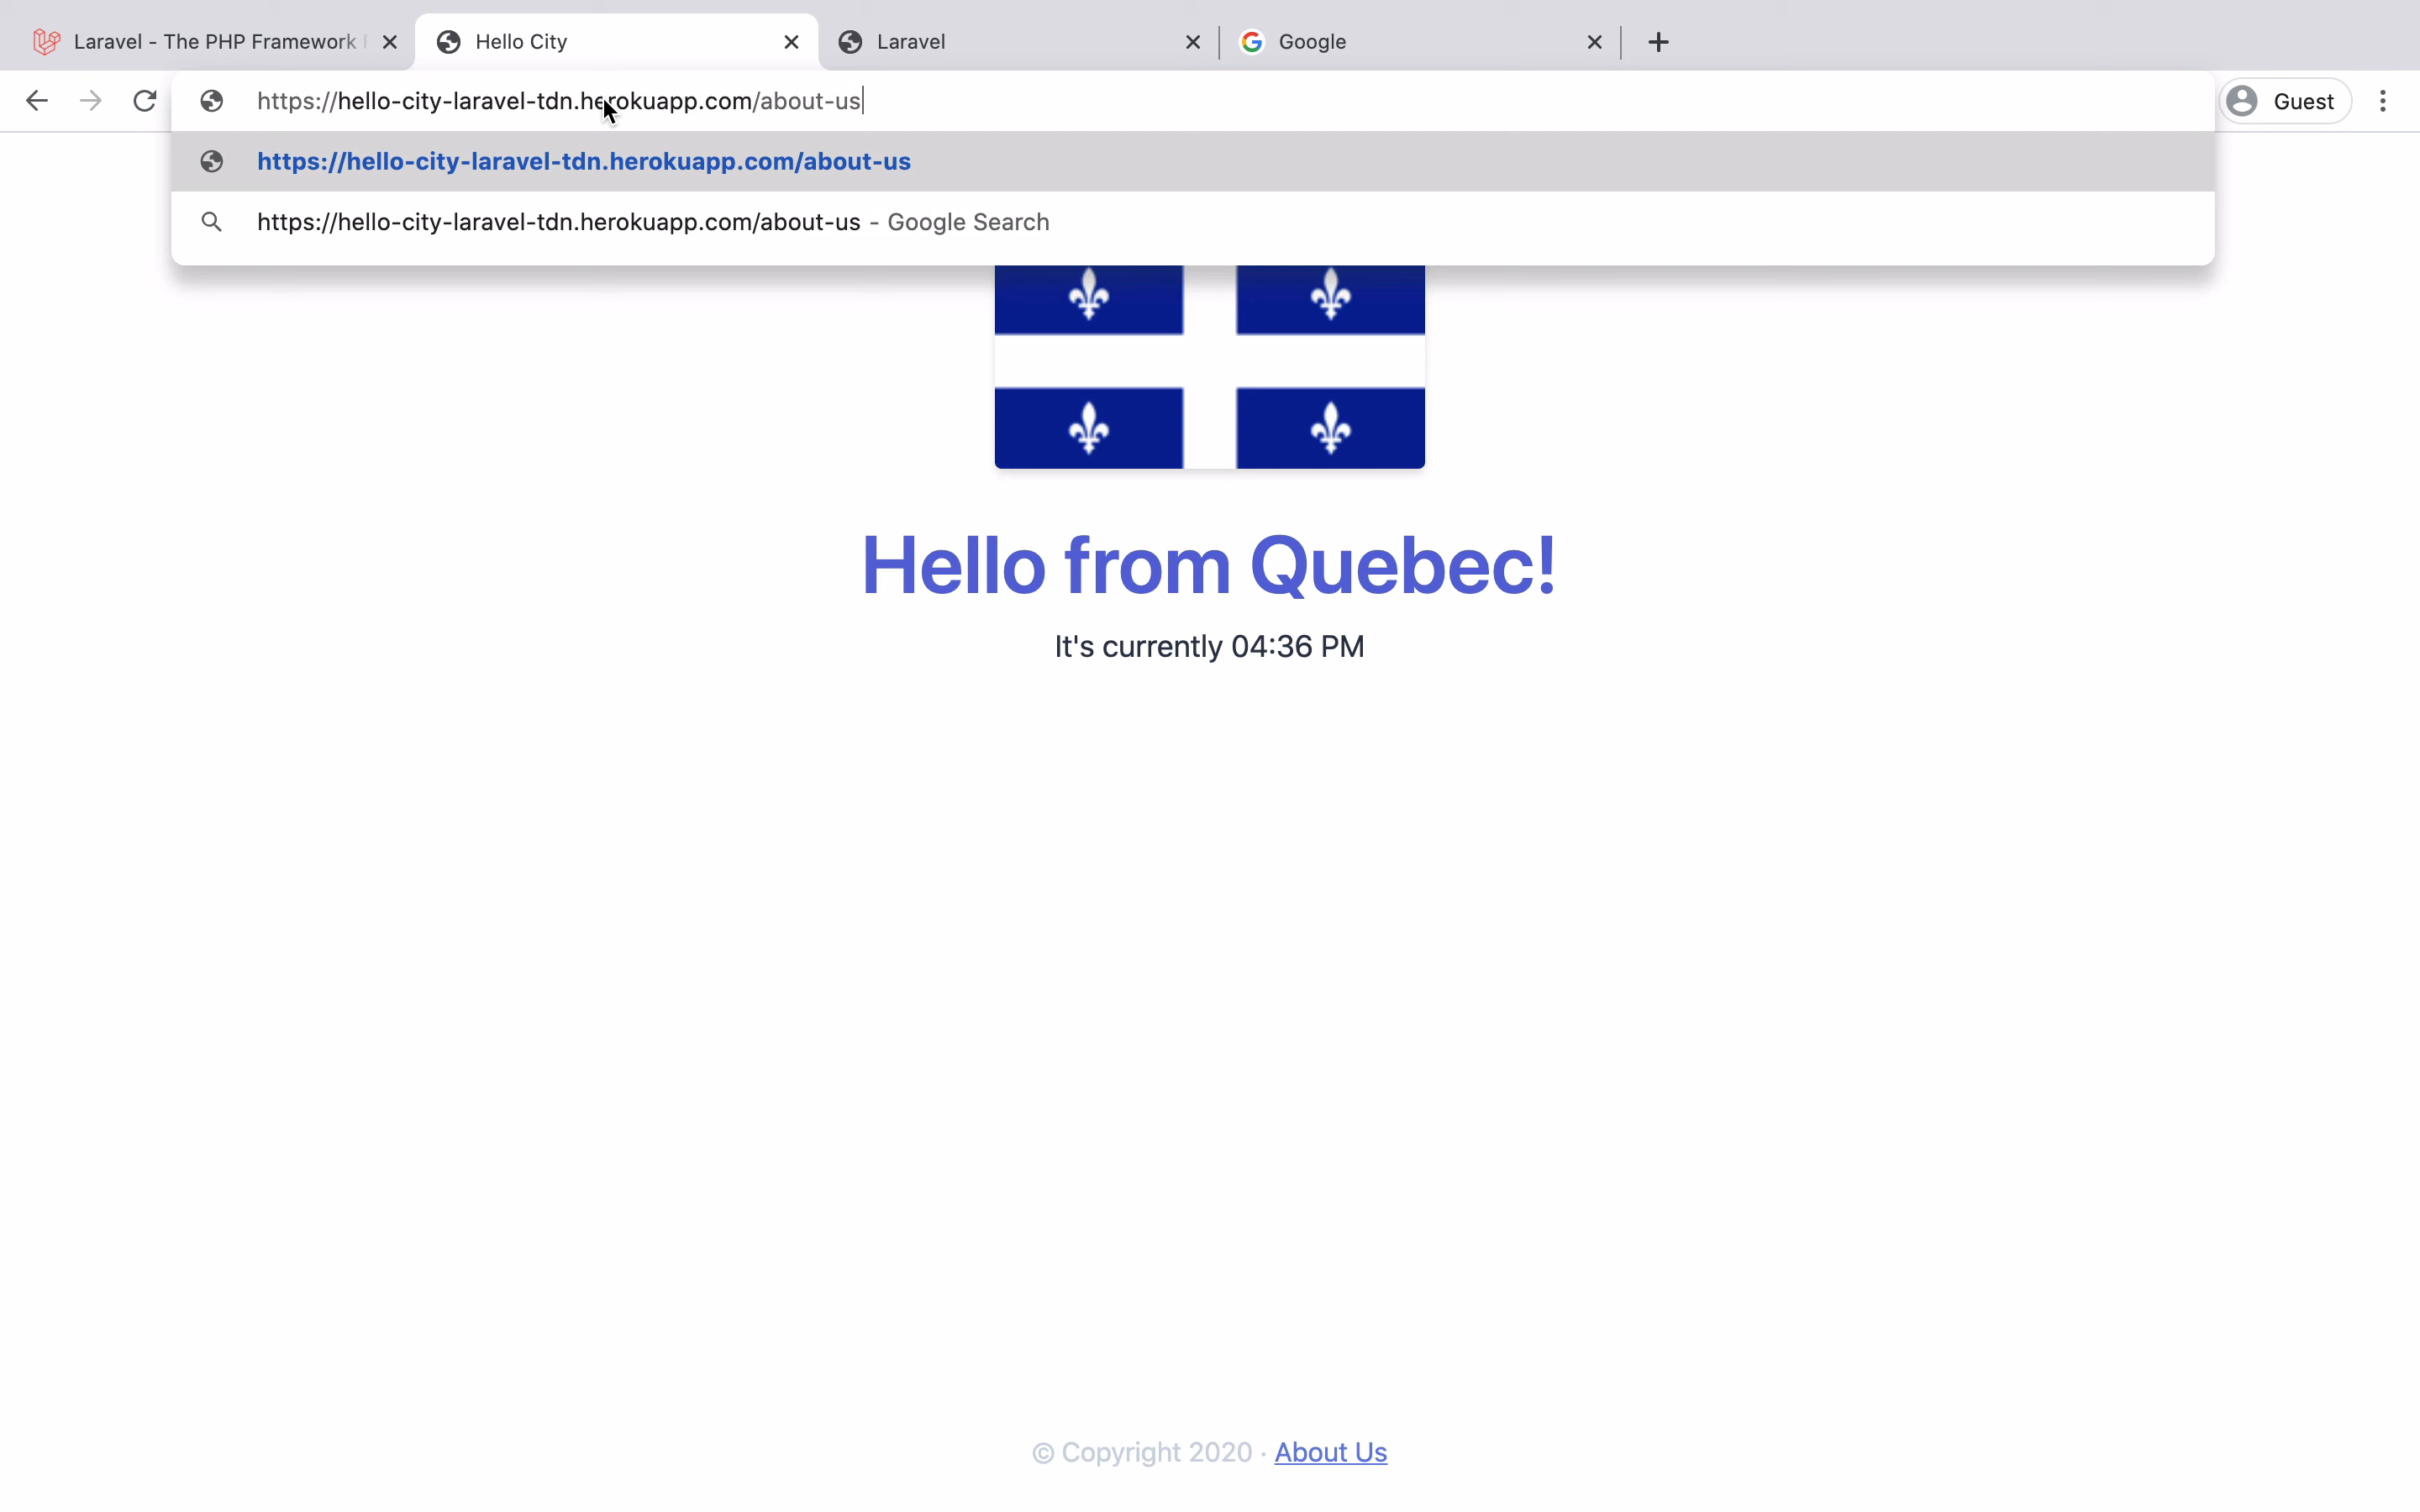 Laravel - The PHP Framework
Hello City
Laravel
Google
https://hello-city-laravel-tdn.herokuapp.com/about-us
Guest
https://hello-city-laravel-tdn.herokuapp.com/about-us
https://hello-city-laravel-tdn.herokuapp.com/about-us - Google Search
Hello from Quebec!
It's currently 04:36 PM
© Copyright 2020 · About Us